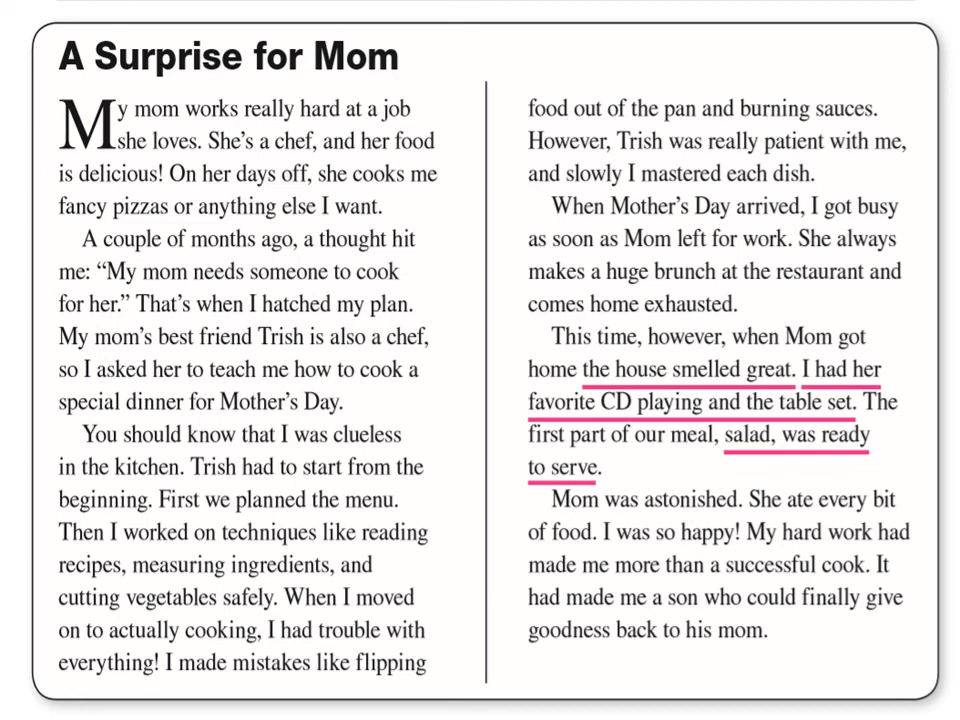 A Surprise for Mom
My mom works really hard at a job
she loves. She’s a chef, and her food
is delicious! On her days off, she cooks me
fancy pizzas or anything else I want.
A couple of months ago, a thought hit
me: “My mom needs someone to cook
for her.” That’s when I hatched my plan.
My mom’s best friend Trish is also a chef,
so I asked her to teach me how to cook a
special dinner for Mother’s Day.
You should know that I was clueless
in the kitchen. Trish had to start from the
beginning. First we planned the menu.
Then I worked on techniques like reading
recipes, measuring ingredients, and
cutting vegetables safely. When I moved
on to actually cooking, I had trouble with
everything! I made mistakes like flipping
food out of the pan and burning sauces.
However, Trish was really patient with me,
and slowly I mastered each dish.
When Mother’s Day arrived, I got busy
as soon as Mom left for work. She always
makes a huge brunch at the restaurant and
comes home exhausted.
This time, however, when Mom got
home the house smelled great. I had her
favorite CD playing and the table set. The
first part of our meal, salad, was ready
to serve.
Mom was astonished. She ate every bit
of food. I was so happy! My hard work had
made me more than a successful cook. It
had made me a son who could finally give
goodness back to his mom.